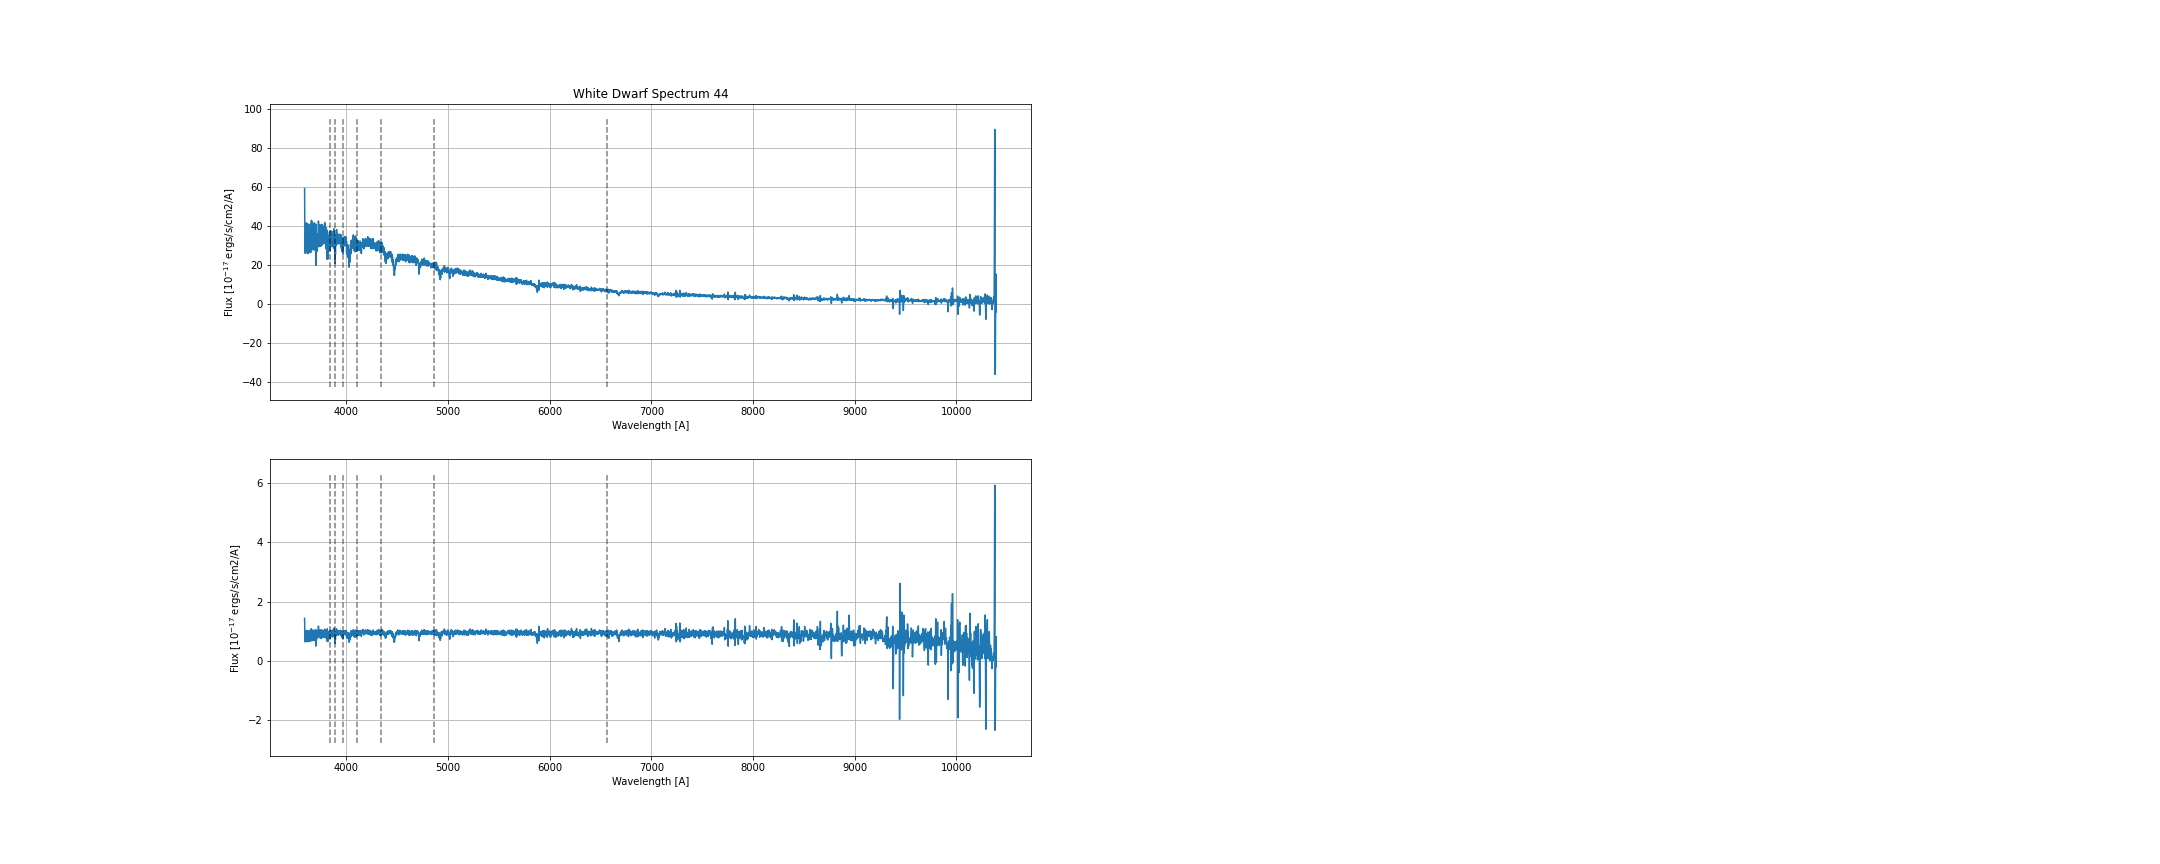 White Dwarf Spectrum 44
100
80
60
40
20
0
−20
−40
Flux [10⁻¹⁷ ergs/s/cm2/A]
4000 5000 6000 7000 8000 9000 10000
Wavelength [A]
6
4
2
0
−2
Flux [10⁻¹⁷ ergs/s/cm2/A]
4000 5000 6000 7000 8000 9000 10000
Wavelength [A]